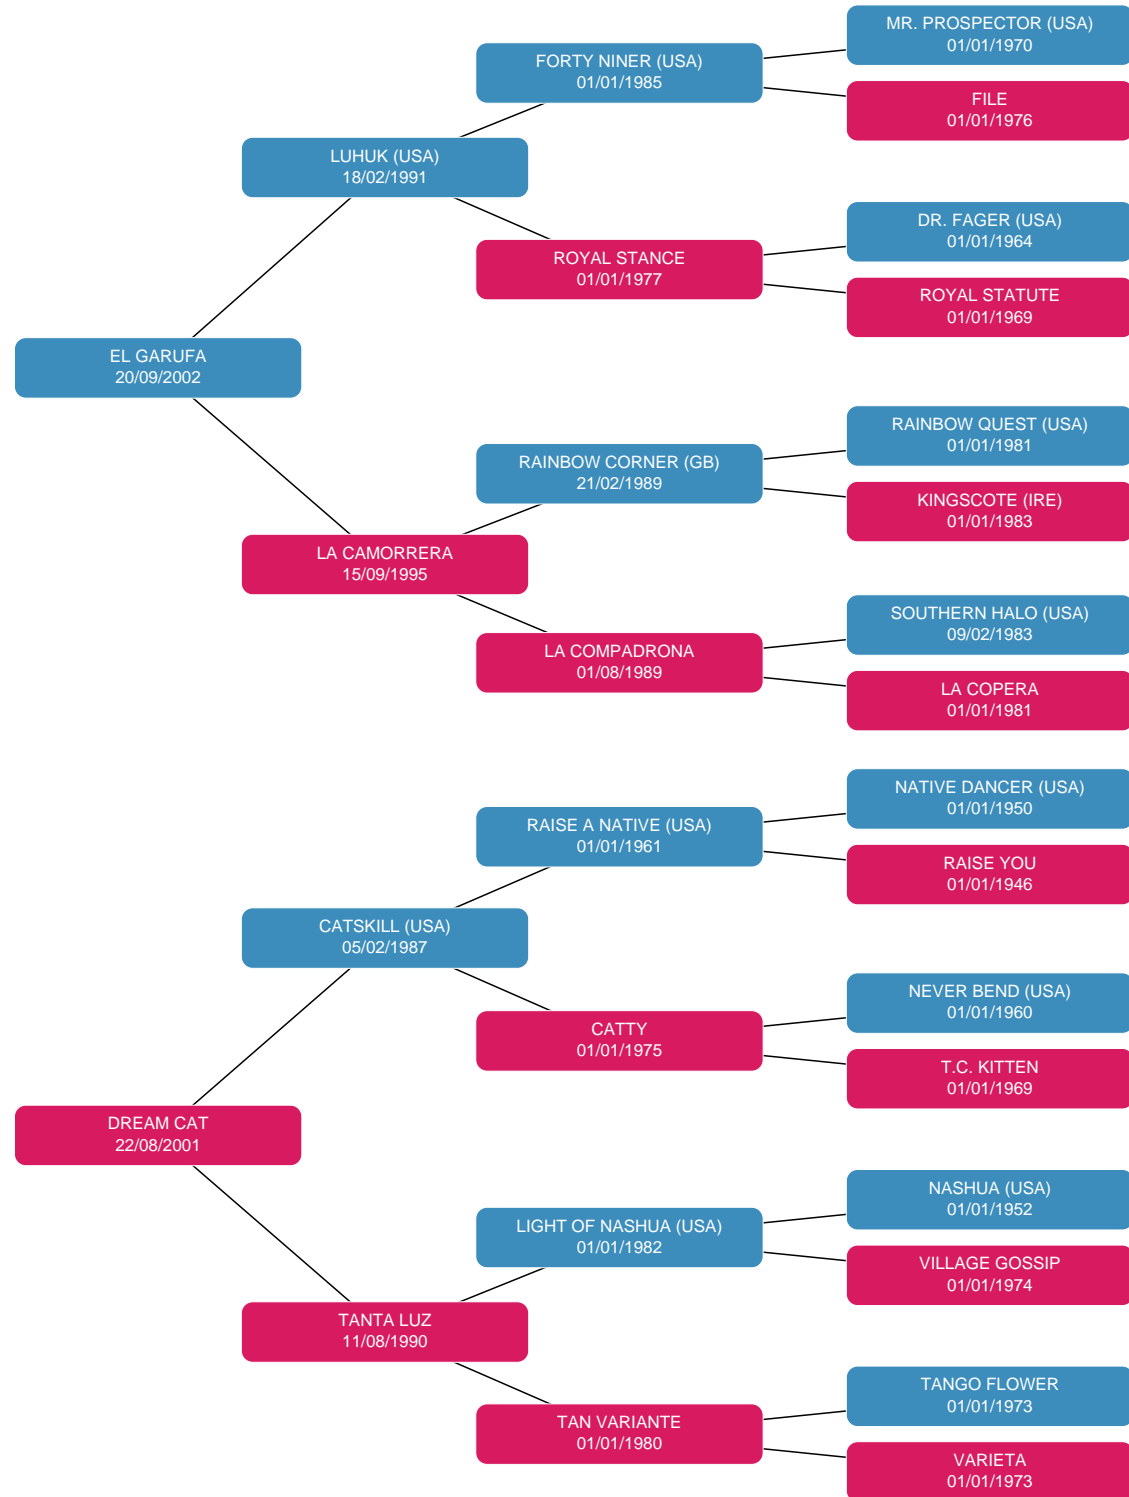 MR. PROSPECTOR (USA)
01/01/1970
FORTY NINER (USA)
01/01/1985
FILE
01/01/1976
LUHUK (USA)
18/02/1991
DR. FAGER (USA)
01/01/1964
ROYAL STANCE
01/01/1977
ROYAL STATUTE
01/01/1969
EL GARUFA
20/09/2002
RAINBOW QUEST (USA)
01/01/1981
RAINBOW CORNER (GB)
21/02/1989
KINGSCOTE (IRE)
01/01/1983
LA CAMORRERA
15/09/1995
SOUTHERN HALO (USA)
09/02/1983
LA COMPADRONA
01/08/1989
LA COPERA
01/01/1981
NATIVE DANCER (USA)
01/01/1950
RAISE A NATIVE (USA)
01/01/1961
RAISE YOU
01/01/1946
CATSKILL (USA)
05/02/1987
NEVER BEND (USA)
01/01/1960
CATTY
01/01/1975
T.C. KITTEN
01/01/1969
DREAM CAT
22/08/2001
NASHUA (USA)
01/01/1952
LIGHT OF NASHUA (USA)
01/01/1982
VILLAGE GOSSIP
01/01/1974
TANTA LUZ
11/08/1990
TANGO FLOWER
01/01/1973
TAN VARIANTE
01/01/1980
VARIETA
01/01/1973